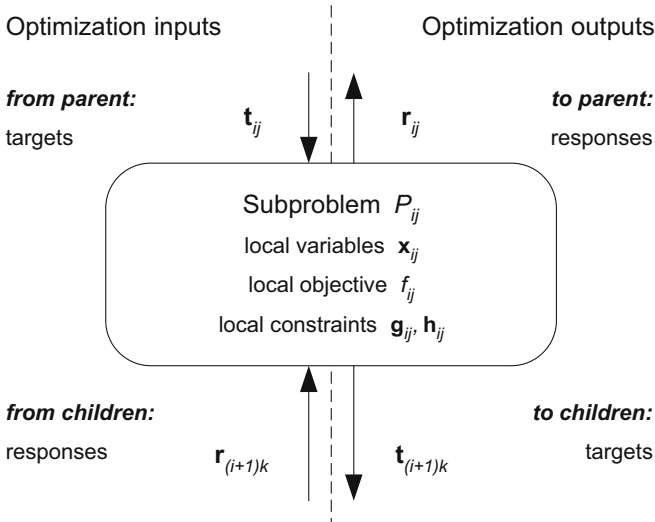 Optimization inputs
Optimization outputs
from parent:
targets
t_ij
r_ij
to parent:
responses
Subproblem P_ij
local variables x_ij
local objective f_ij
local constraints g_ij, h_ij
from children:
responses
r_(i+1)k
t_(i+1)k
to children:
targets